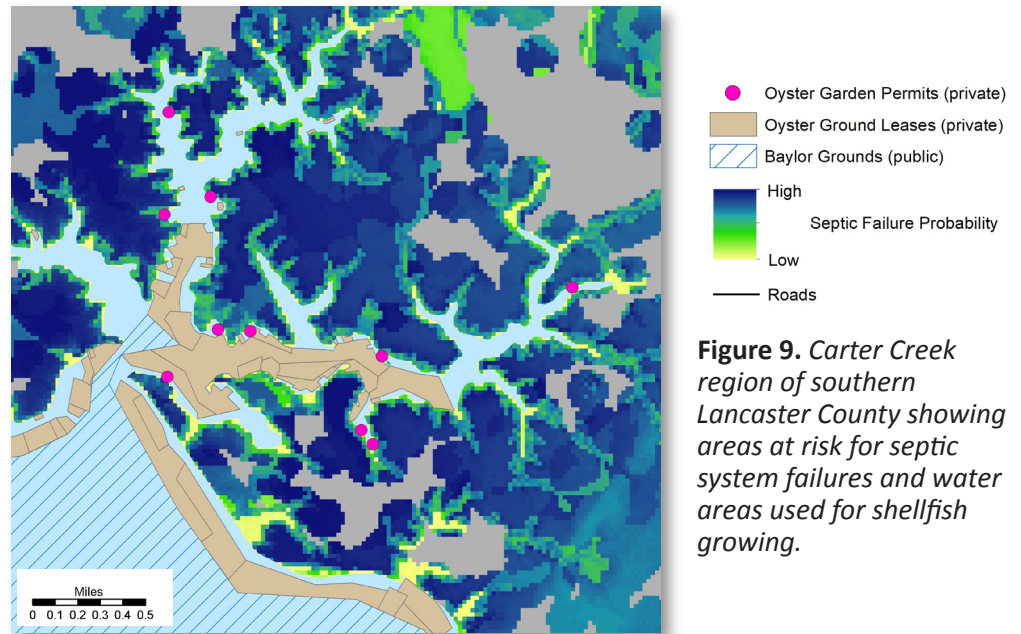 Oyster Garden Permits (private)
Oyster Ground Leases (private)
Baylor Grounds (public)
High
Septic Failure Probability
Low
Roads
Figure 9. Carter Creek
region of southern
Lancaster County showing
areas at risk for septic
system failures and water
areas used for shellfish
growing.
Miles
0 0.1 0.2 0.3 0.4 0.5